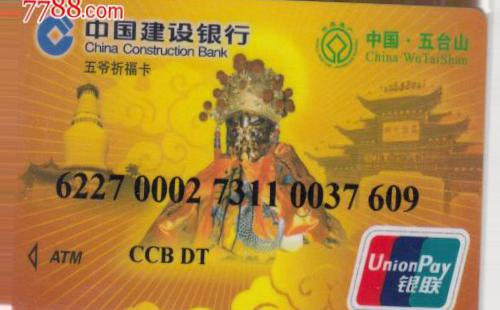 7788.com
中国建设银行
China Construction Bank
五爷祈福卡
中国·五台山
China·WuTaiShan
6227 0002 7311 0037 609
ATM
CCB DT
UnionPay
银联